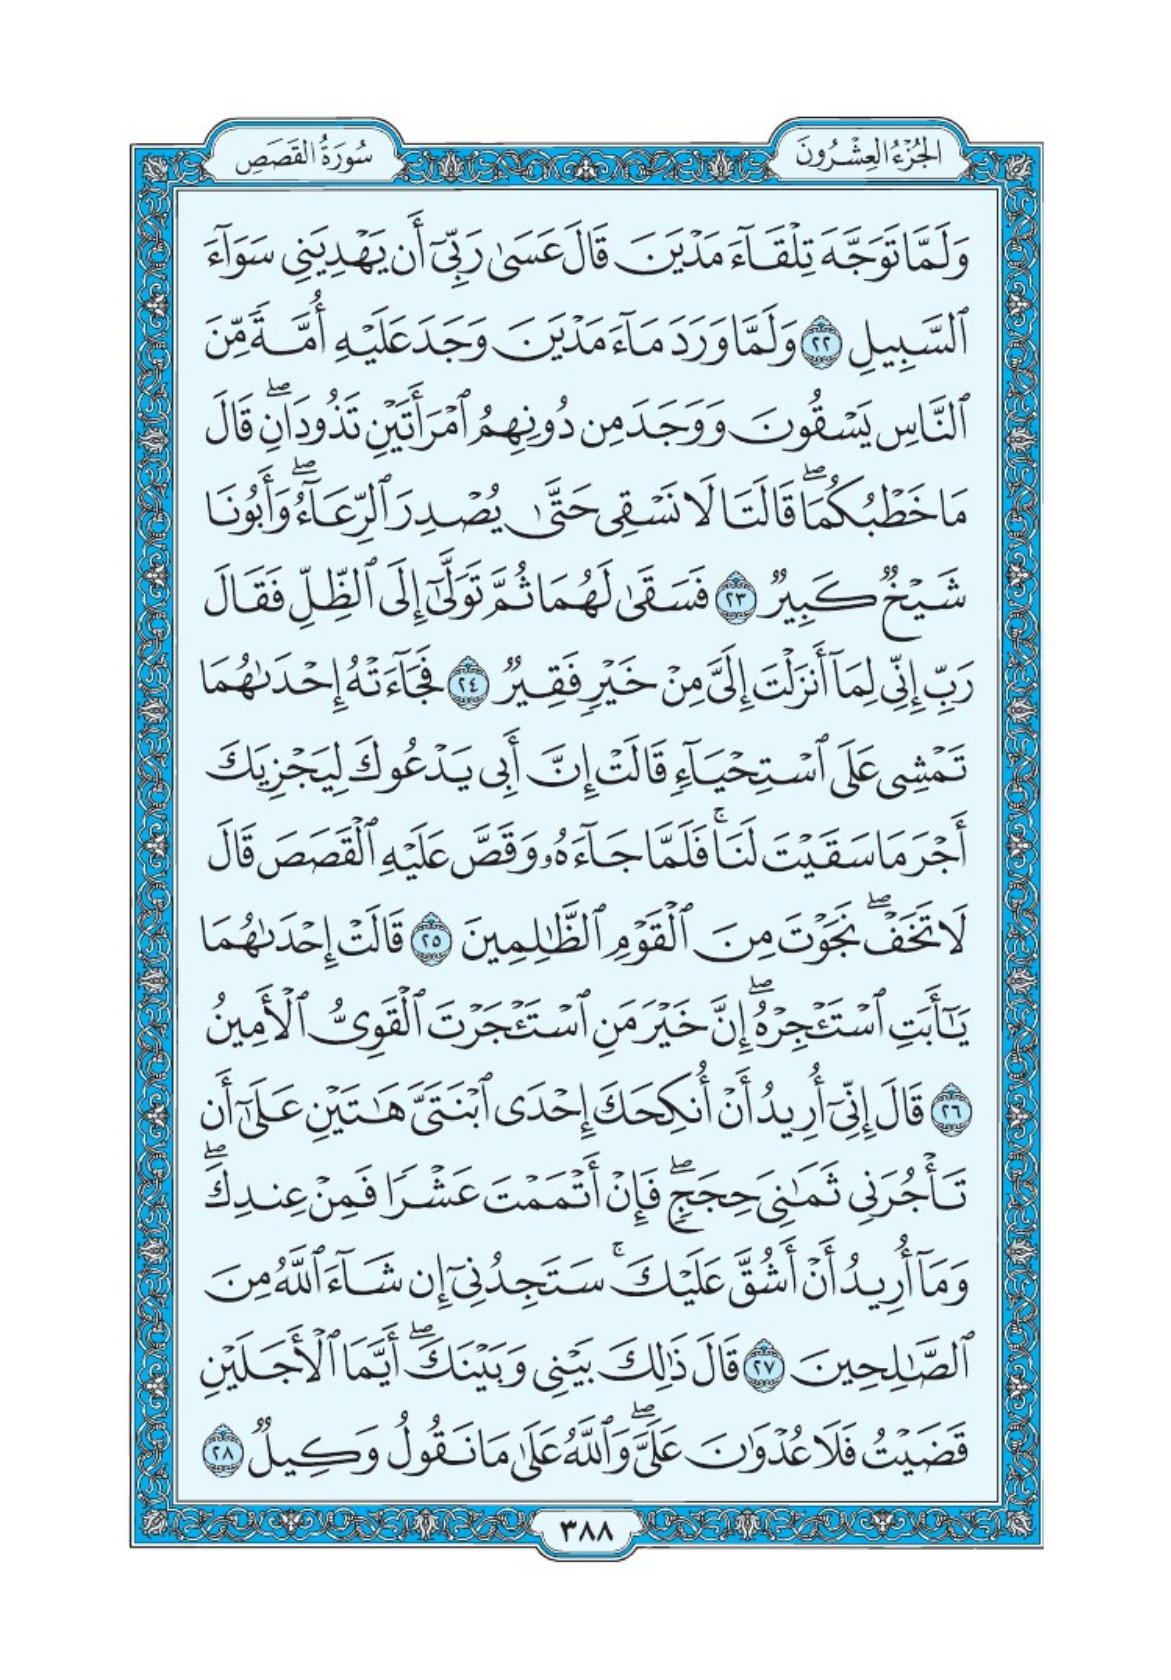 الجُزْءُ العِشْرُونَ
سُورَةُ القَصَصِ
وَلَمَّا تَوَجَّهَ تِلْقَآءَ مَدْيَنَ قَالَ عَسَىٰ رَبِّىٓ أَن يَهْدِيَنِى سَوَآءَ
ٱلسَّبِيلِ ٢٢ وَلَمَّا وَرَدَ مَآءَ مَدْيَنَ وَجَدَ عَلَيْهِ أُمَّةً مِّنَ
ٱلنَّاسِ يَسْقُونَ وَوَجَدَ مِن دُونِهِمُ ٱمْرَأَتَيْنِ تَذُودَانِ ۖ قَالَ
مَا خَطْبُكُمَا ۖ قَالَتَا لَا نَسْقِى حَتَّىٰ يُصْدِرَ ٱلرِّعَآءُ ۖ وَأَبُونَا
شَيْخٌ كَبِيرٌ ٢٣ فَسَقَىٰ لَهُمَا ثُمَّ تَوَلَّىٰٓ إِلَى ٱلظِّلِّ فَقَالَ
رَبِّ إِنِّى لِمَآ أَنزَلْتَ إِلَىَّ مِنْ خَيْرٍ فَقِيرٌ ٢٤ فَجَآءَتْهُ إِحْدَىٰهُمَا
تَمْشِى عَلَى ٱسْتِحْيَآءٍ قَالَتْ إِنَّ أَبِى يَدْعُوكَ لِيَجْزِيَكَ
أَجْرَ مَا سَقَيْتَ لَنَا ۚ فَلَمَّا جَآءَهُۥ وَقَصَّ عَلَيْهِ ٱلْقَصَصَ قَالَ
لَا تَخَفْ ۖ نَجَوْتَ مِنَ ٱلْقَوْمِ ٱلظَّٰلِمِينَ ٢٥ قَالَتْ إِحْدَىٰهُمَا
يَٰٓأَبَتِ ٱسْتَـْٔجِرْهُ ۖ إِنَّ خَيْرَ مَنِ ٱسْتَـْٔجَرْتَ ٱلْقَوِىُّ ٱلْأَمِينُ
٢٦ قَالَ إِنِّىٓ أُرِيدُ أَنْ أُنكِحَكَ إِحْدَى ٱبْنَتَىَّ هَٰتَيْنِ عَلَىٰٓ أَن
تَأْجُرَنِى ثَمَٰنِىَ حِجَجٍ ۖ فَإِنْ أَتْمَمْتَ عَشْرًا فَمِنْ عِندِكَ ۖ
وَمَآ أُرِيدُ أَنْ أَشُقَّ عَلَيْكَ ۚ سَتَجِدُنِىٓ إِن شَآءَ ٱللَّهُ مِنَ
ٱلصَّٰلِحِينَ ٢٧ قَالَ ذَٰلِكَ بَيْنِى وَبَيْنَكَ ۖ أَيَّمَا ٱلْأَجَلَيْنِ
قَضَيْتُ فَلَا عُدْوَٰنَ عَلَىَّ ۖ وَٱللَّهُ عَلَىٰ مَا نَقُولُ وَكِيلٌ ٢٨
٣٨٨